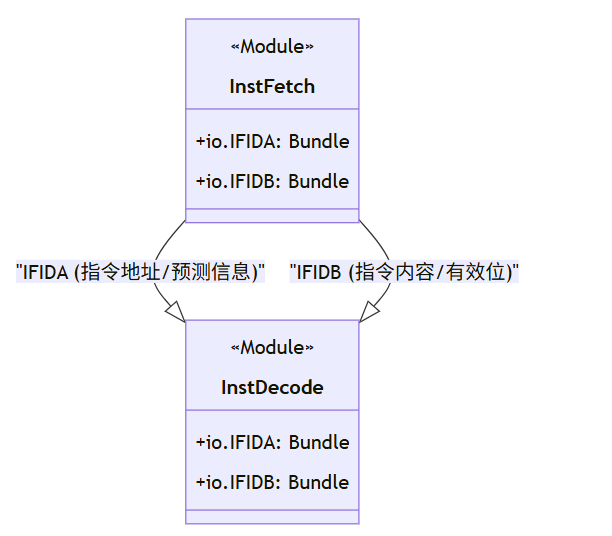 «Module»
InstFetch
+io.IFIDA: Bundle
+io.IFIDB: Bundle
"IFIDA (指令地址/预测信息)"
"IFIDB (指令内容/有效位)"
«Module»
InstDecode
+io.IFIDA: Bundle
+io.IFIDB: Bundle